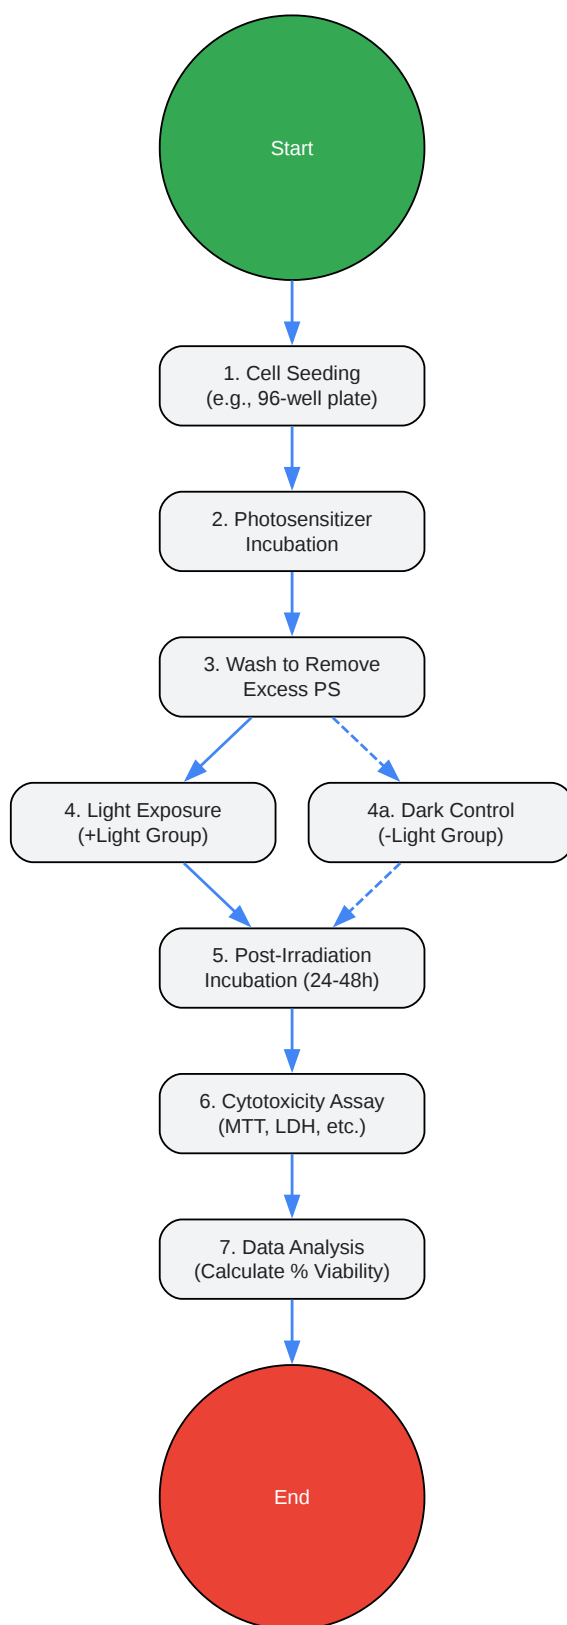 Start
1. Cell Seeding
(e.g., 96-well plate)
2. Photosensitizer
Incubation
3. Wash to Remove
Excess PS
4. Light Exposure
(+Light Group)
4a. Dark Control
(-Light Group)
5. Post-Irradiation
Incubation (24-48h)
6. Cytotoxicity Assay
(MTT, LDH, etc.)
7. Data Analysis
(Calculate % Viability)
End